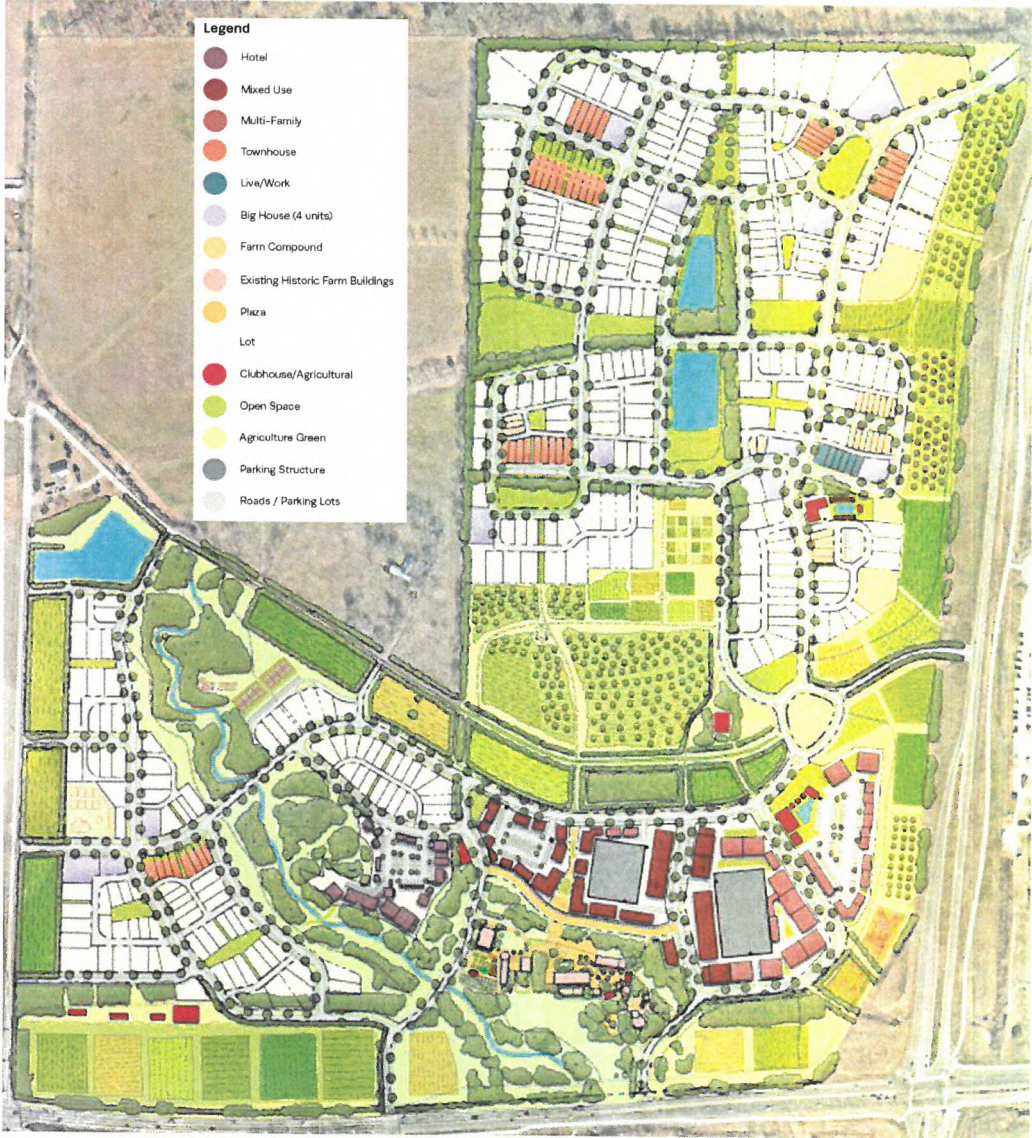 Legend
Hotel
Mixed Use
Multi-Family
Townhouse
Live/Work
Big House (4 units)
Farm Compound
Existing Historic Farm Buildings
Plaza
Lot
Clubhouse/Agricultural
Open Space
Agriculture Green
Parking Structure
Roads / Parking Lots